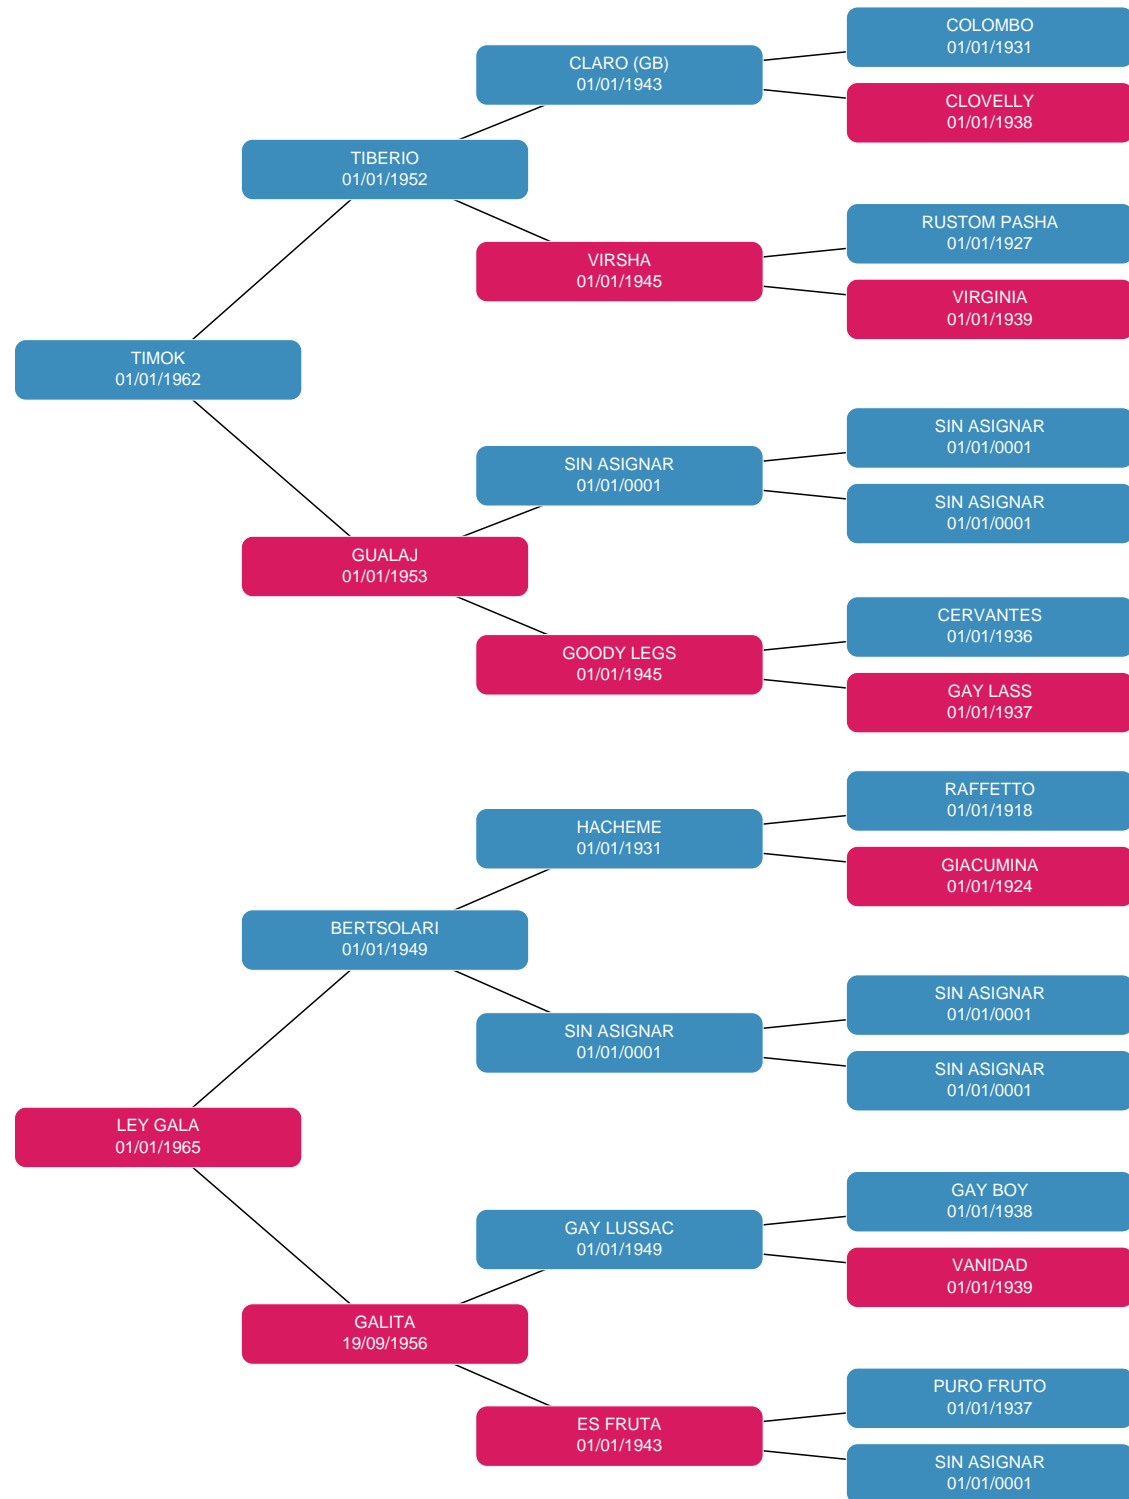 COLOMBO
01/01/1931
CLARO (GB)
01/01/1943
CLOVELLY
01/01/1938
TIBERIO
01/01/1952
RUSTOM PASHA
01/01/1927
VIRSHA
01/01/1945
VIRGINIA
01/01/1939
TIMOK
01/01/1962
SIN ASIGNAR
01/01/0001
SIN ASIGNAR
01/01/0001
SIN ASIGNAR
01/01/0001
GUALAJ
01/01/1953
CERVANTES
01/01/1936
GOODY LEGS
01/01/1945
GAY LASS
01/01/1937
RAFFETTO
01/01/1918
HACHEME
01/01/1931
GIACUMINA
01/01/1924
BERTSOLARI
01/01/1949
SIN ASIGNAR
01/01/0001
SIN ASIGNAR
01/01/0001
SIN ASIGNAR
01/01/0001
LEY GALA
01/01/1965
GAY BOY
01/01/1938
GAY LUSSAC
01/01/1949
VANIDAD
01/01/1939
GALITA
19/09/1956
PURO FRUTO
01/01/1937
ES FRUTA
01/01/1943
SIN ASIGNAR
01/01/0001